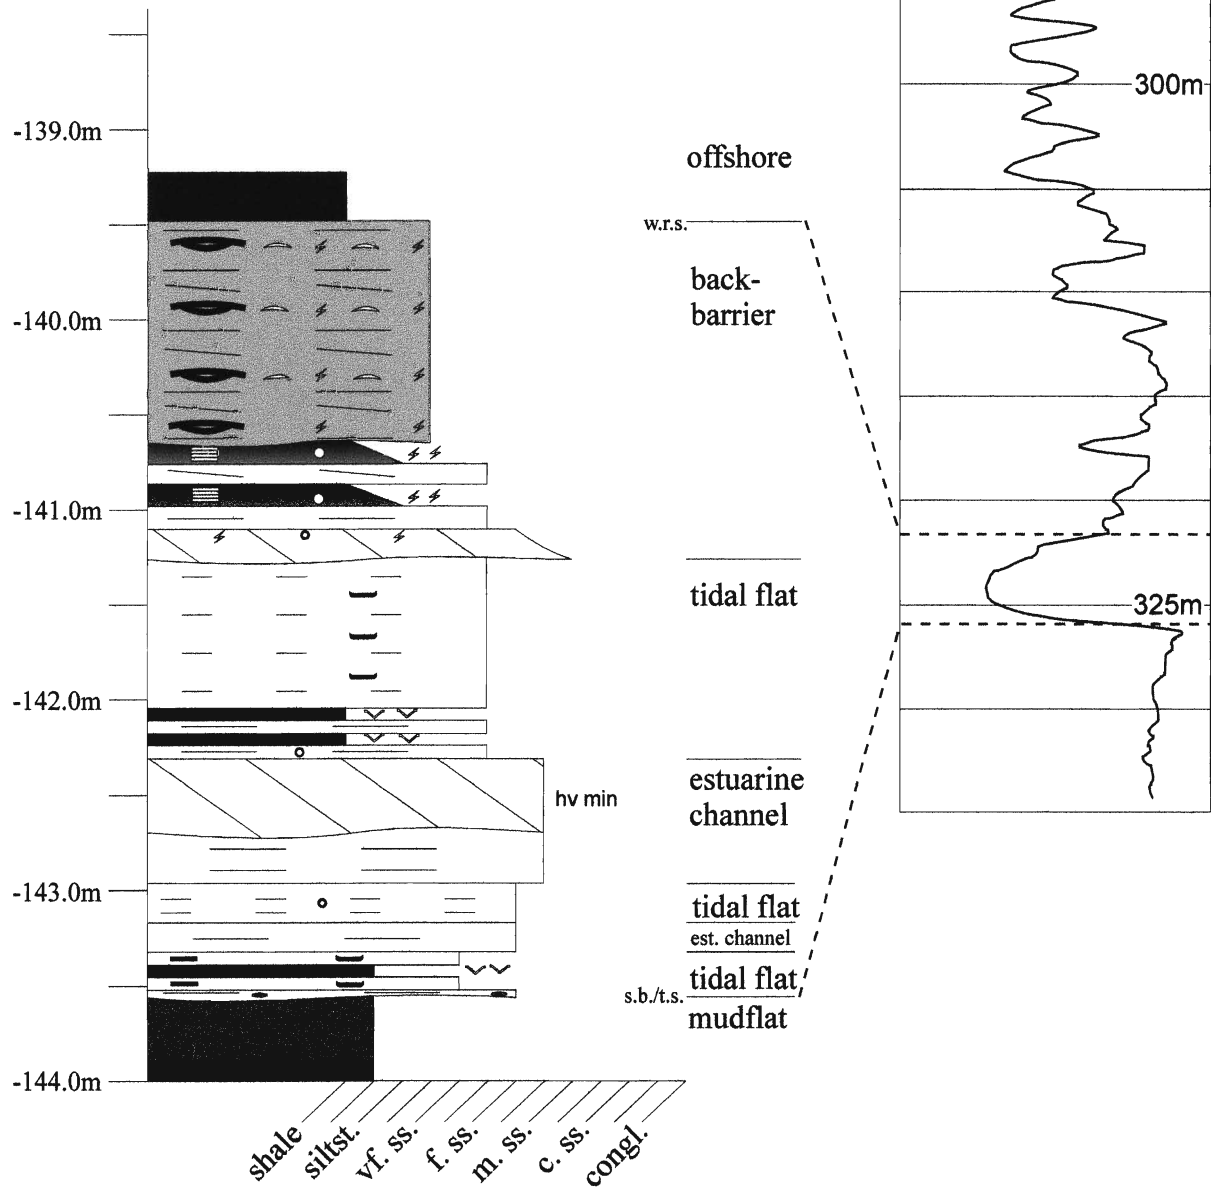 300m
-139.0m
offshore
w.r.s.
back-
barrier
-140.0m
-141.0m
tidal flat
325m
-142.0m
estuarine
channel
hv min
-143.0m
tidal flat
est. channel
tidal flat
s.b./t.s.
mudflat
-144.0m
shale
siltst.
vf. ss.
f. ss.
m. ss.
c. ss.
congl.